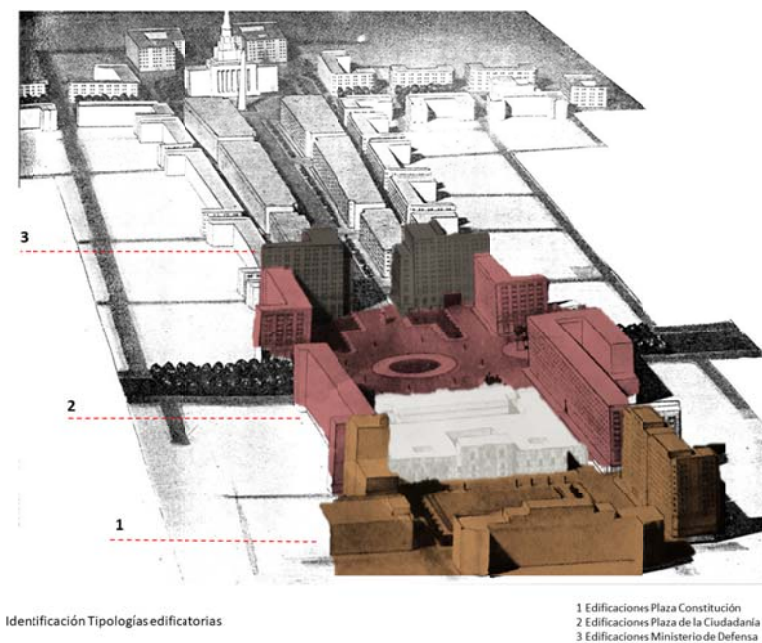 3
2
1
Identificación Tipologías edificatorias
1 Edificaciones Plaza Constitución
2 Edificaciones Plaza de la Ciudadanía
3 Edificaciones Ministerio de Defensa